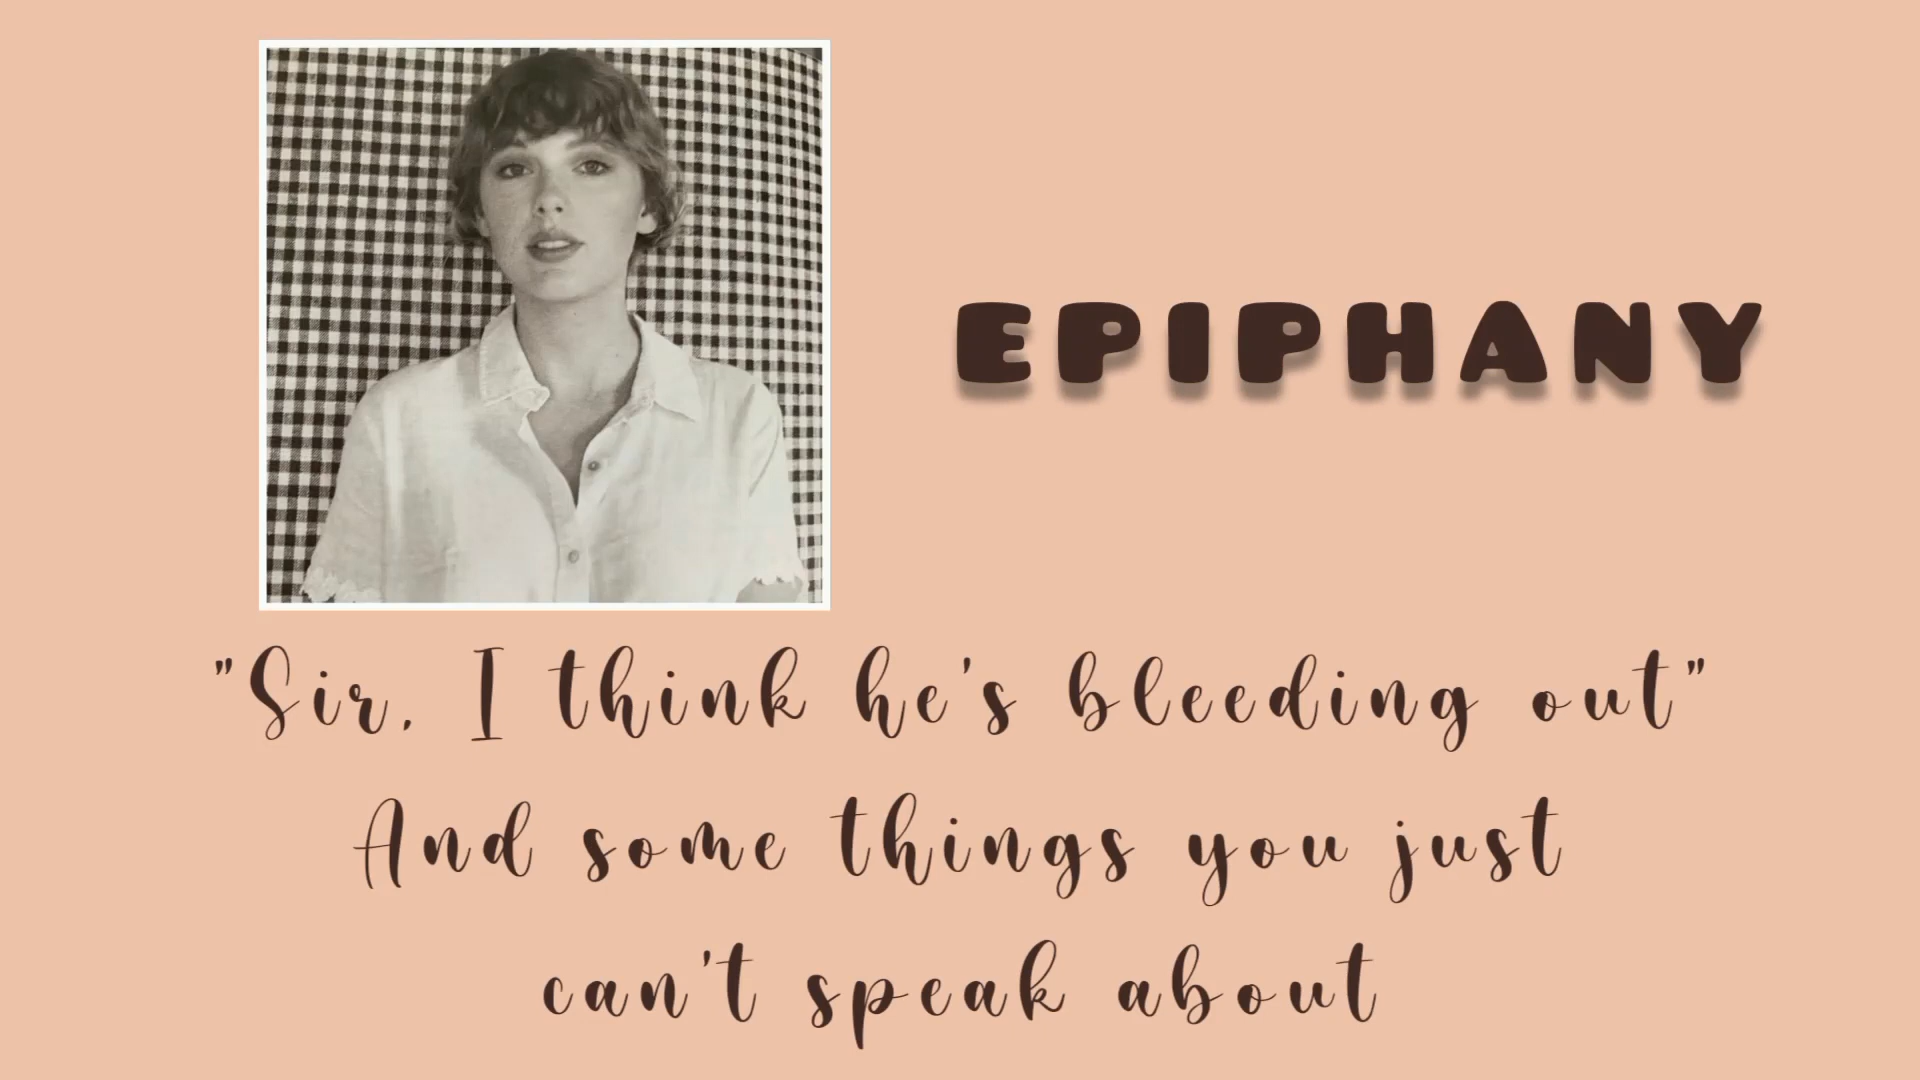 EPIPHANY
"Sir, I think he's bleeding out"
And some things you just
can't speak about